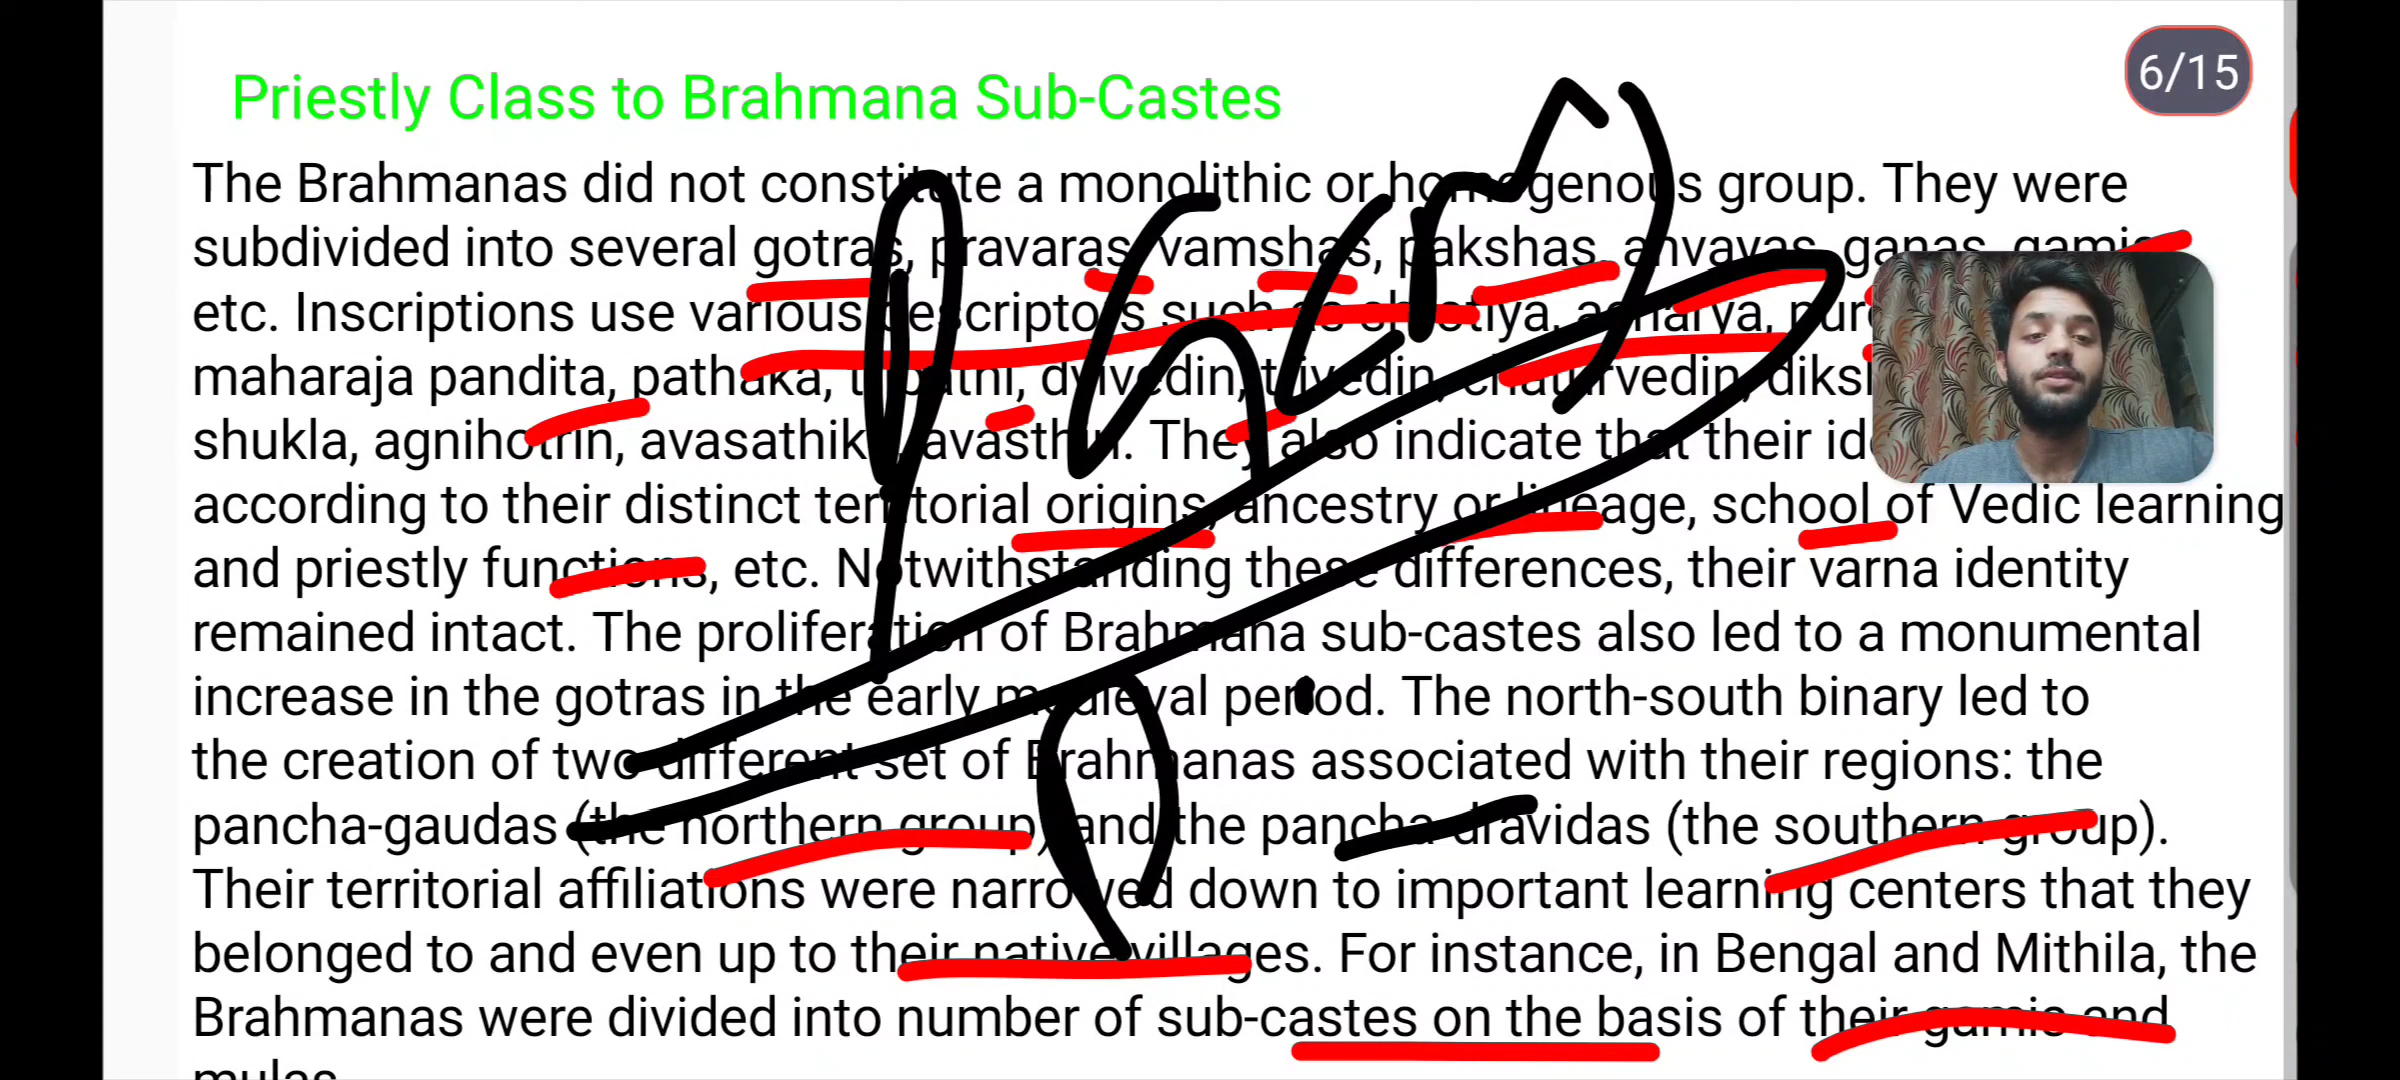 Priestly Class to Brahmana Sub-Castes
6/15
The Brahmanas did not constitute a monolithic or homogenous group. They were
subdivided into several gotras, pravaras, vamshas, pakshas, anvayas, ganas, gamis
etc. Inscriptions use various descriptors such as shrotiya, acharya,
maharaja pandita, pathaka, tripathi, dvivedin, trivedin, chaturvedin,
shukla, agnihotrin, avasathika, avasthin. They also indicate that their
according to their distinct territorial origins, ancestry or lineage, school of Vedic learning
and priestly functions, etc. Notwithstanding these differences, their varna identity
remained intact. The proliferation of Brahmana sub-castes also led to a monumental
increase in the gotras in the early medieval period. The north-south binary led to
the creation of two different set of Brahmanas associated with their regions: the
pancha-gaudas (the northern group) and the pancha-dravidas (the southern group).
Their territorial affiliations were narrowed down to important learning centers that they
belonged to and even up to their native villages. For instance, in Bengal and Mithila, the
Brahmanas were divided into number of sub-castes on the basis of their gamis and
mulas